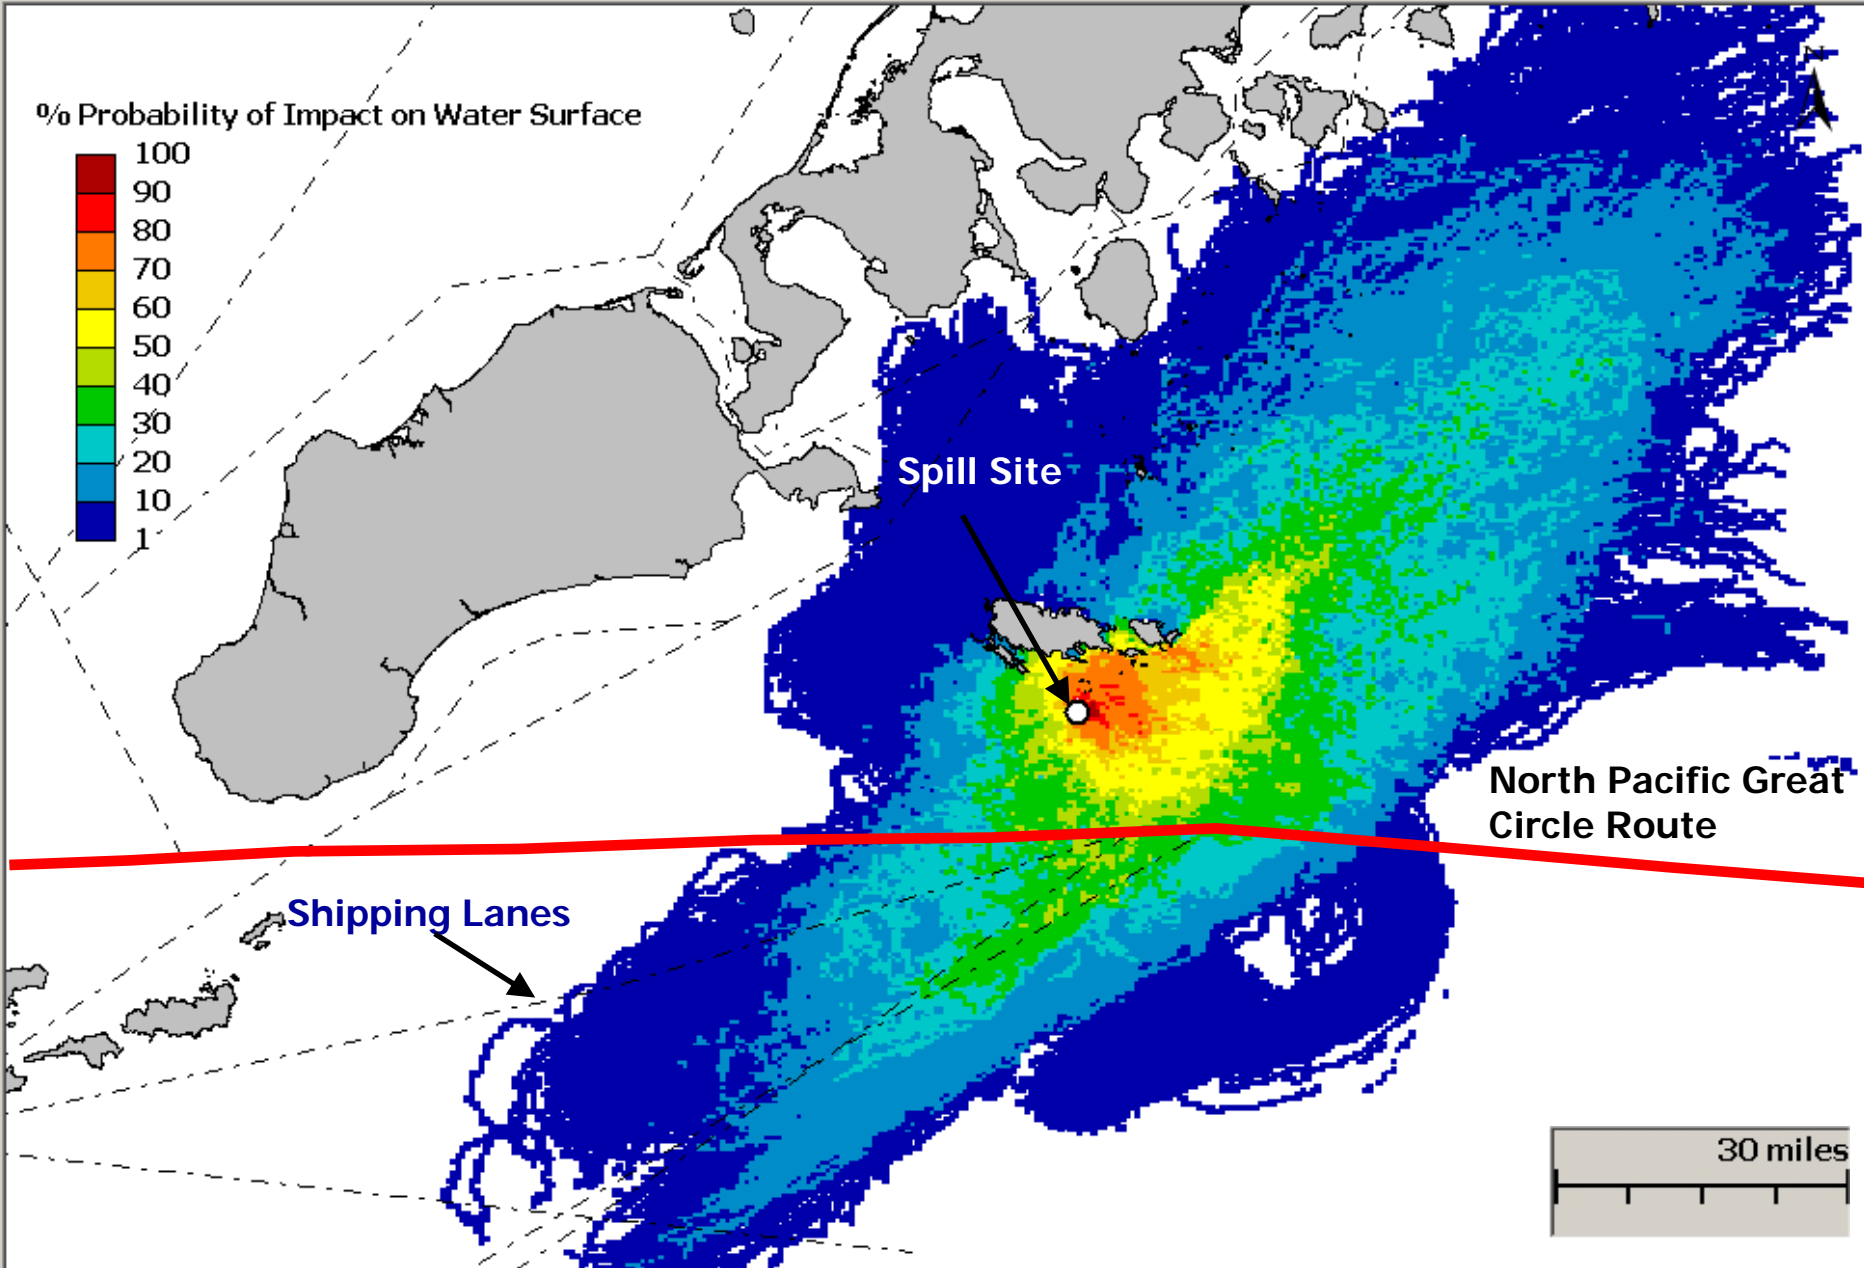 N
% Probability of Impact on Water Surface
100
90
80
70
60
50
40
30
20
10
1
Spill Site
North Pacific Great
Circle Route
Shipping Lanes
30 miles